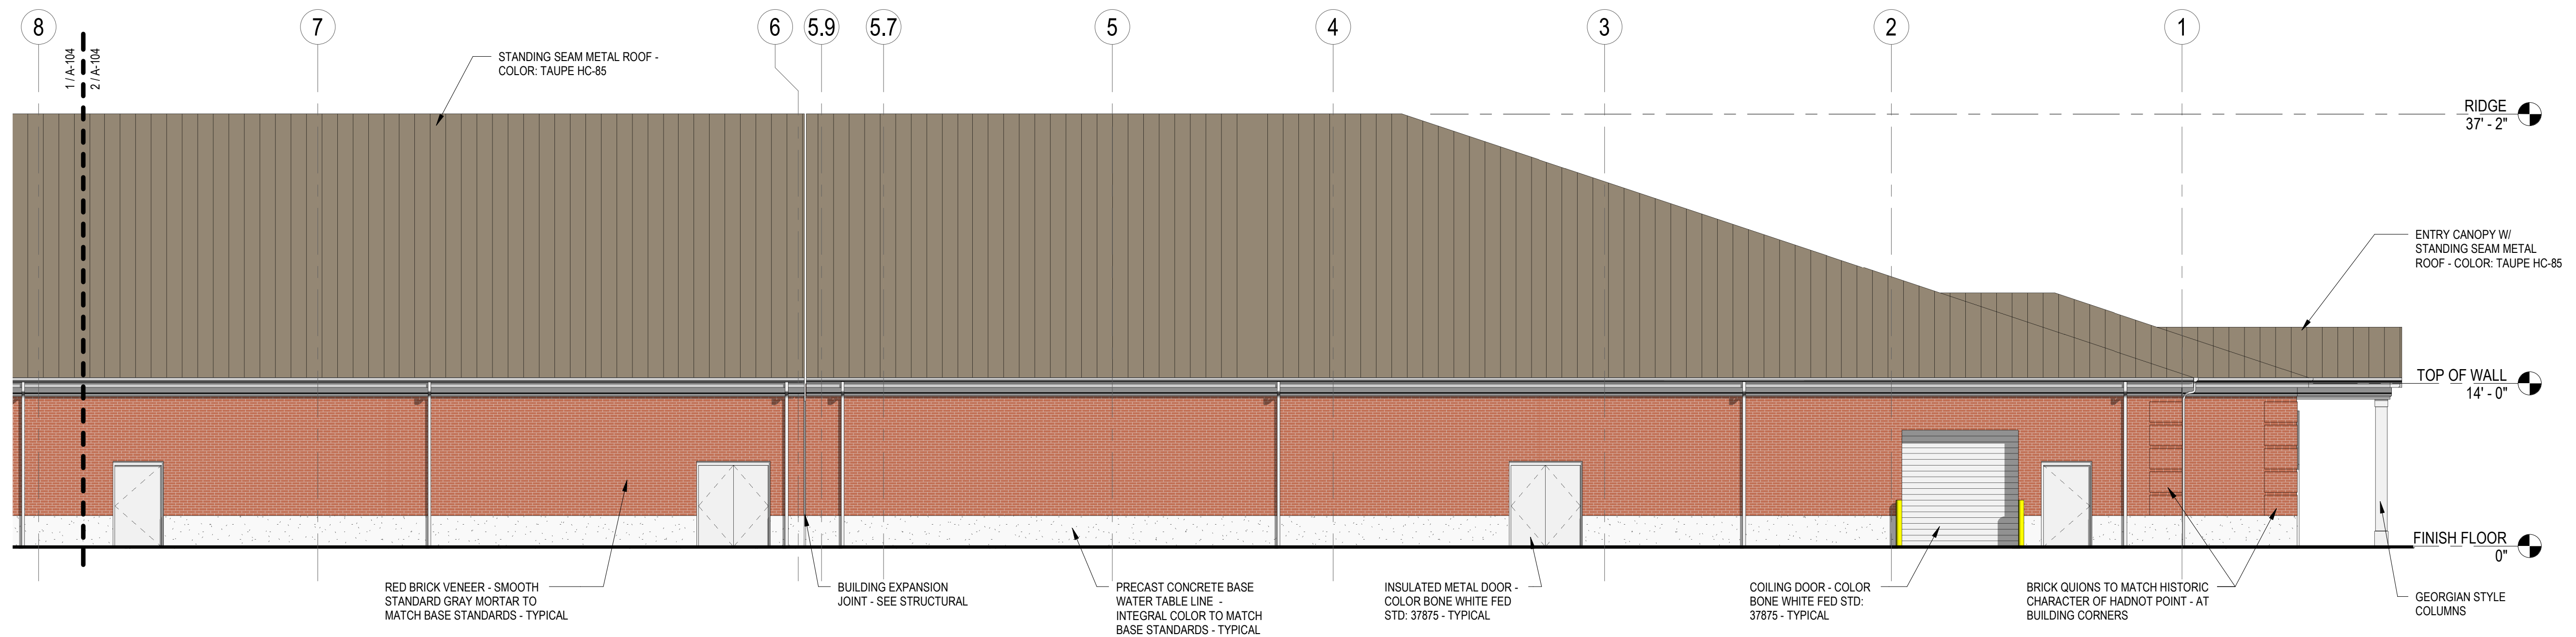 8
7
6
5.9
5.7
5
4
3
2
1
1 / A-104
2 / A-104
STANDING SEAM METAL ROOF -
COLOR: TAUPE HC-85
RIDGE
37' - 2"
ENTRY CANOPY W/
STANDING SEAM METAL
ROOF - COLOR: TAUPE HC-85
TOP OF WALL
14' - 0"
FINISH FLOOR
0"
RED BRICK VENEER - SMOOTH
STANDARD GRAY MORTAR TO
MATCH BASE STANDARDS - TYPICAL
BUILDING EXPANSION
JOINT - SEE STRUCTURAL
PRECAST CONCRETE BASE
WATER TABLE LINE -
INTEGRAL COLOR TO MATCH
BASE STANDARDS - TYPICAL
INSULATED METAL DOOR -
COLOR BONE WHITE FED
STD: 37875 - TYPICAL
COILING DOOR - COLOR
BONE WHITE FED STD:
37875 - TYPICAL
BRICK QUIONS TO MATCH HISTORIC
CHARACTER OF HADNOT POINT - AT
BUILDING CORNERS
GEORGIAN STYLE
COLUMNS